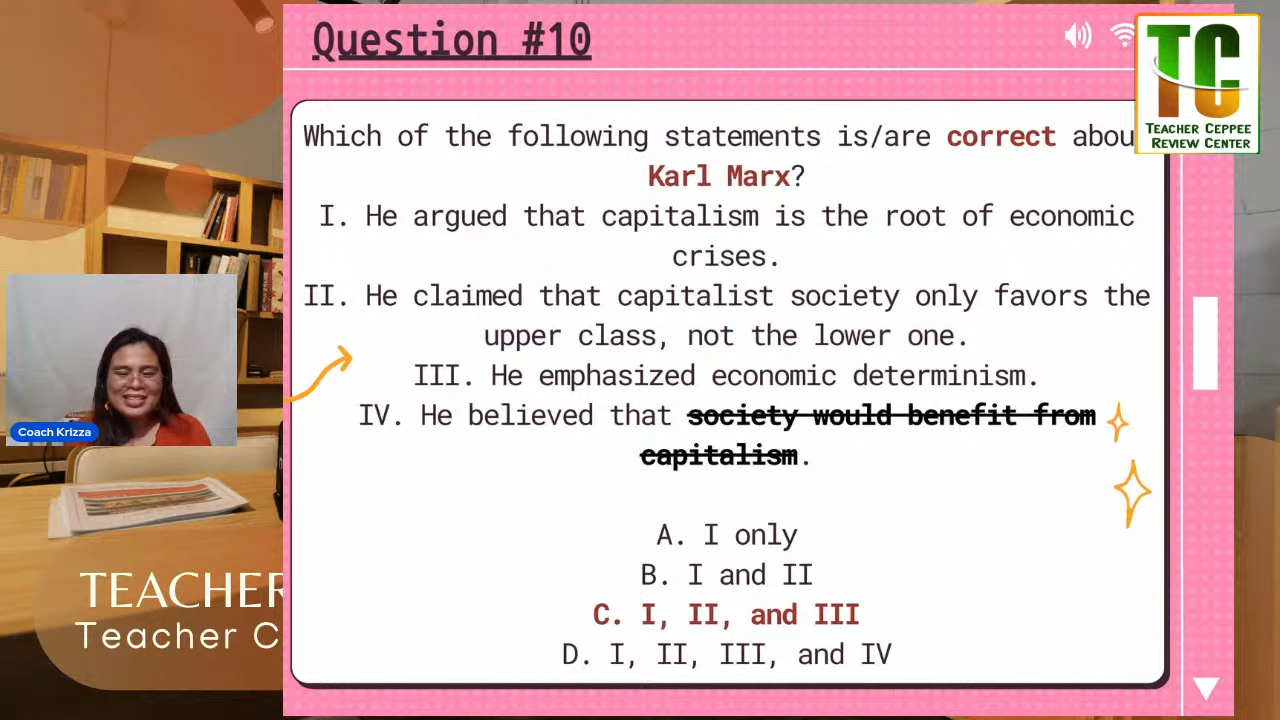 Question #10
TC
TEACHER CEPPEE
REVIEW CENTER
Which of the following statements is/are correct abou
Karl Marx?
I. He argued that capitalism is the root of economic
crises.
II. He claimed that capitalist society only favors the
upper class, not the lower one.
III. He emphasized economic determinism.
IV. He believed that society would benefit from
capitalism.
A. I only
B. I and II
C. I, II, and III
D. I, II, III, and IV
Coach Krizza
TEACHER
Teacher C